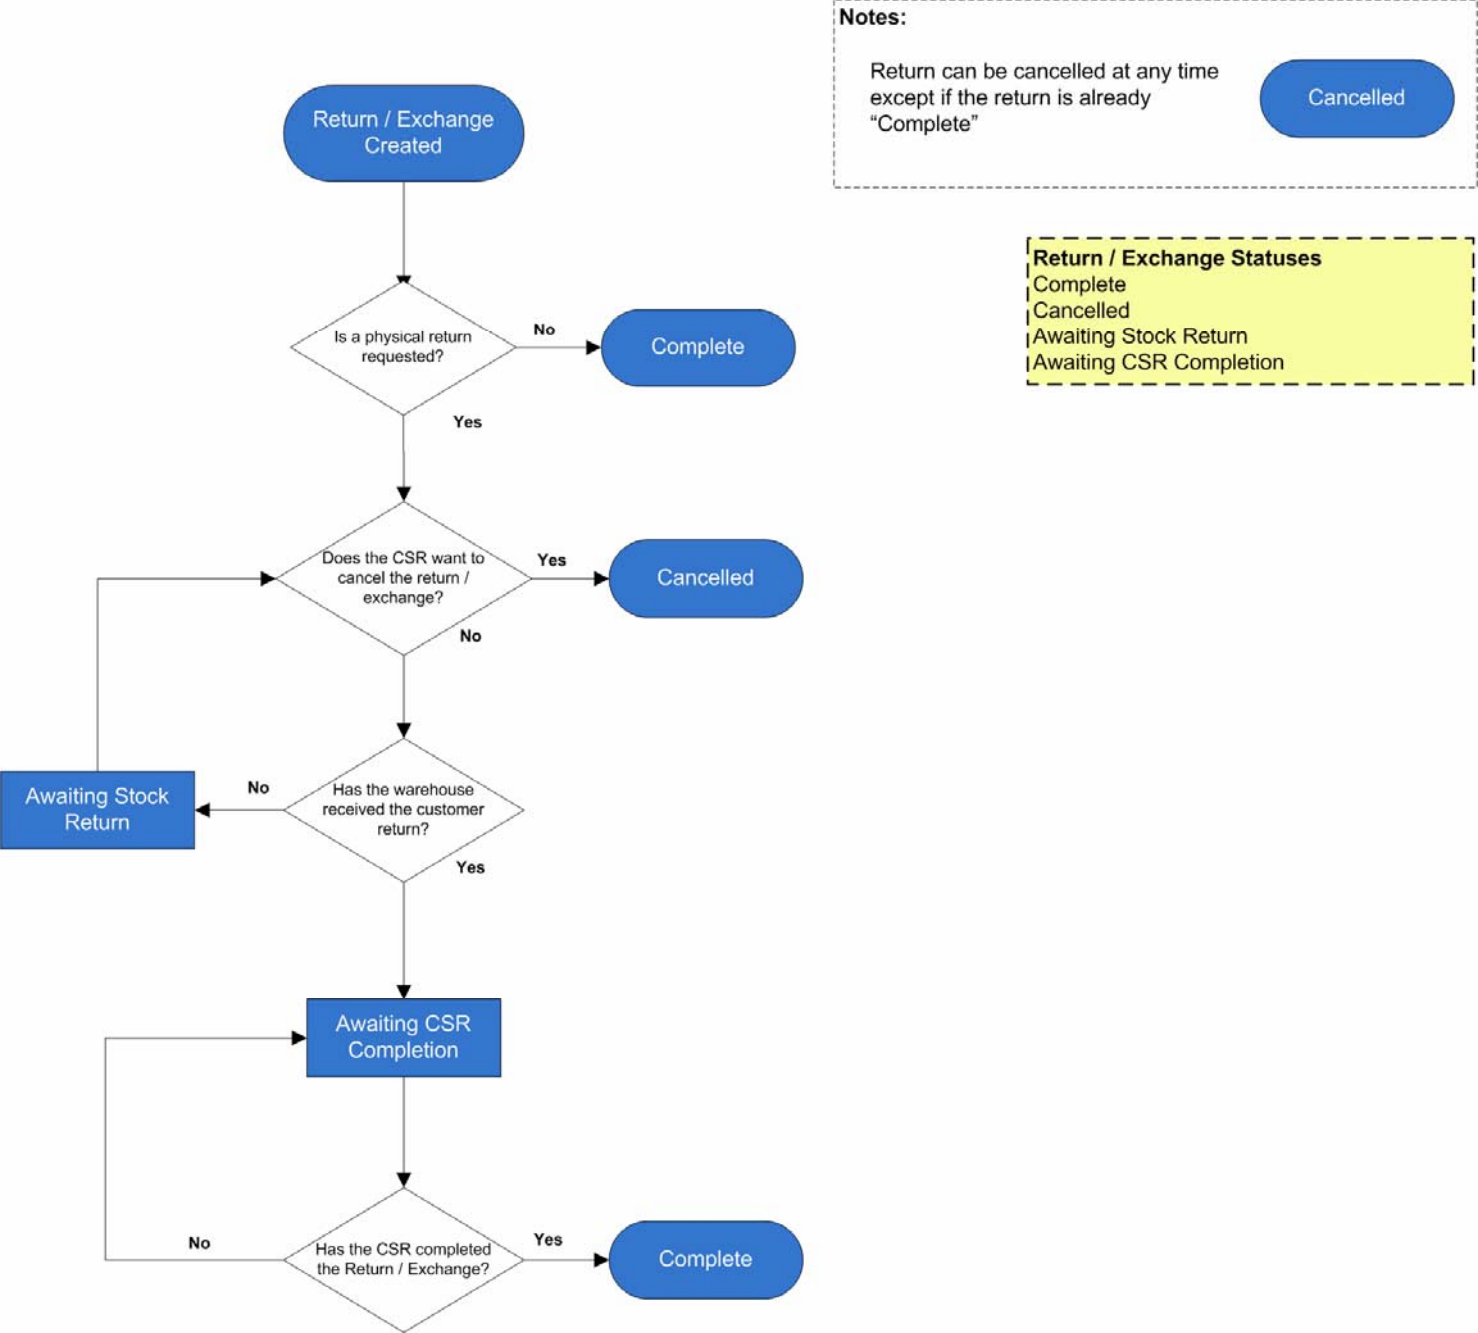 Notes:
Return can be cancelled at any time
except if the return is already
“Complete”
Cancelled
Return / Exchange
Created
Return / Exchange Statuses
Complete
Cancelled
Awaiting Stock Return
Awaiting CSR Completion
Is a physical return
requested?
No
Complete
Yes
Does the CSR want to
cancel the return /
exchange?
Yes
Cancelled
No
Has the warehouse
received the customer
return?
No
Awaiting Stock
Return
Yes
Awaiting CSR
Completion
Has the CSR completed
the Return / Exchange?
No
Yes
Complete